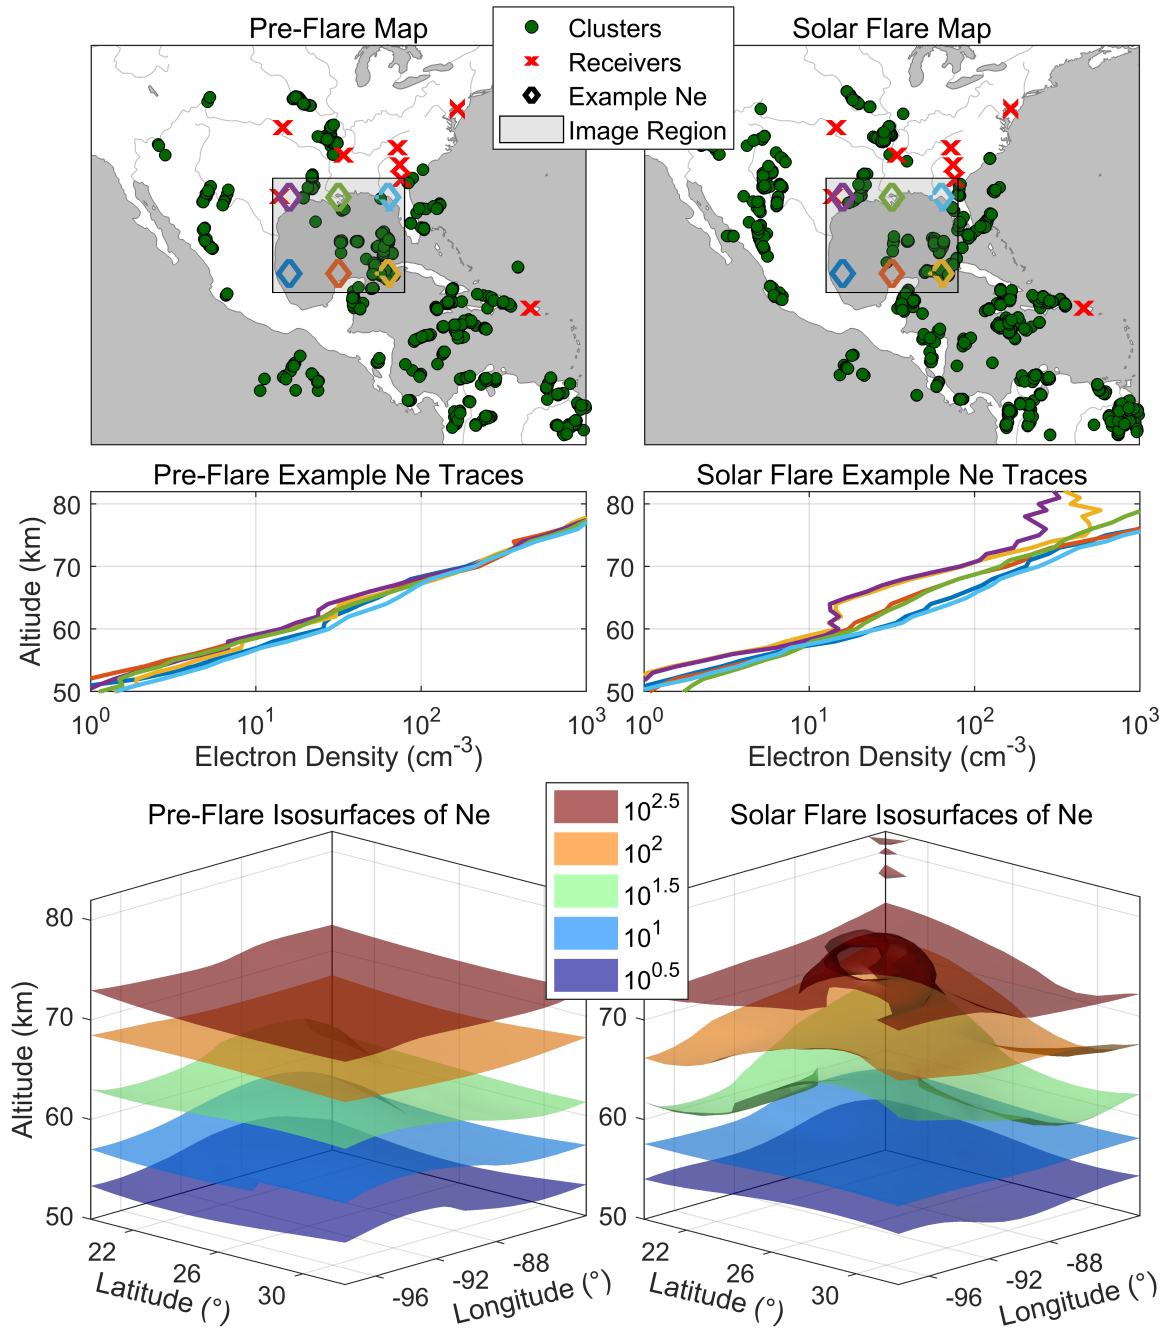 Pre-Flare Map
Solar Flare Map
Clusters
Receivers
Example Ne
Image Region
Pre-Flare Example Ne Traces
Solar Flare Example Ne Traces
Altiude (km)
80
70
60
50
80
70
60
50
10^0
10^1
10^2
10^3
10^0
10^1
10^2
10^3
Electron Density (cm^-3)
Electron Density (cm^-3)
Pre-Flare Isosurfaces of Ne
Solar Flare Isosurfaces of Ne
10^2.5
10^2
10^1.5
10^1
10^0.5
Altitude (km)
80
70
60
50
70
60
50
22
26
30
-96
-92
-88
Latitude (°)
Longitude (°)
22
26
30
-96
-92
-88
Latitude (°)
Longitude (°)